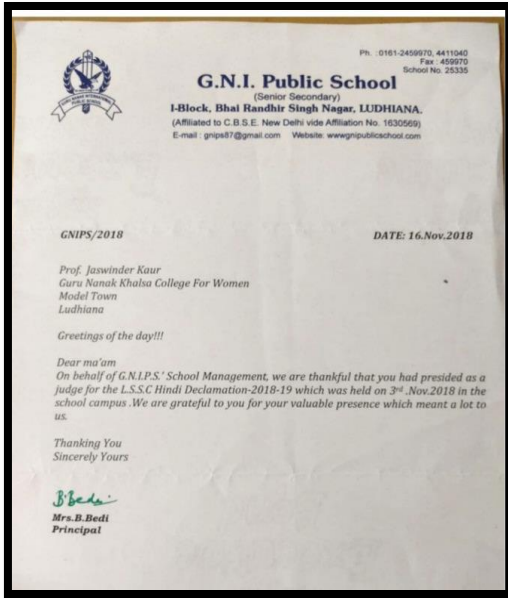 Ph. : 0161-2459970, 4411040
Fax : 459970
School No. 25335
G.N.I. Public School
(Senior Secondary)
I-Block, Bhai Randhir Singh Nagar, LUDHIANA.
(Affiliated to C.B.S.E. New Delhi vide Affiliation No. 1630569)
E-mail : gnips87@gmail.com Website: wwwgnipublicschool.com
GURU NANAK INTERNATIONAL
PUBLIC SCHOOL
GNIPS/2018 DATE: 16.Nov.2018
Prof. Jaswinder Kaur
Guru Nanak Khalsa College For Women
Model Town
Ludhiana
Greetings of the day!!!
Dear ma'am
On behalf of G.N.I.P.S.' School Management, we are thankful that you had presided as a
judge for the L.S.S.C Hindi Declamation-2018-19 which was held on 3rd .Nov.2018 in the
school campus .We are grateful to you for your valuable presence which meant a lot to
us.
Thanking You
Sincerely Yours
B.Bedi
Mrs.B.Bedi
Principal